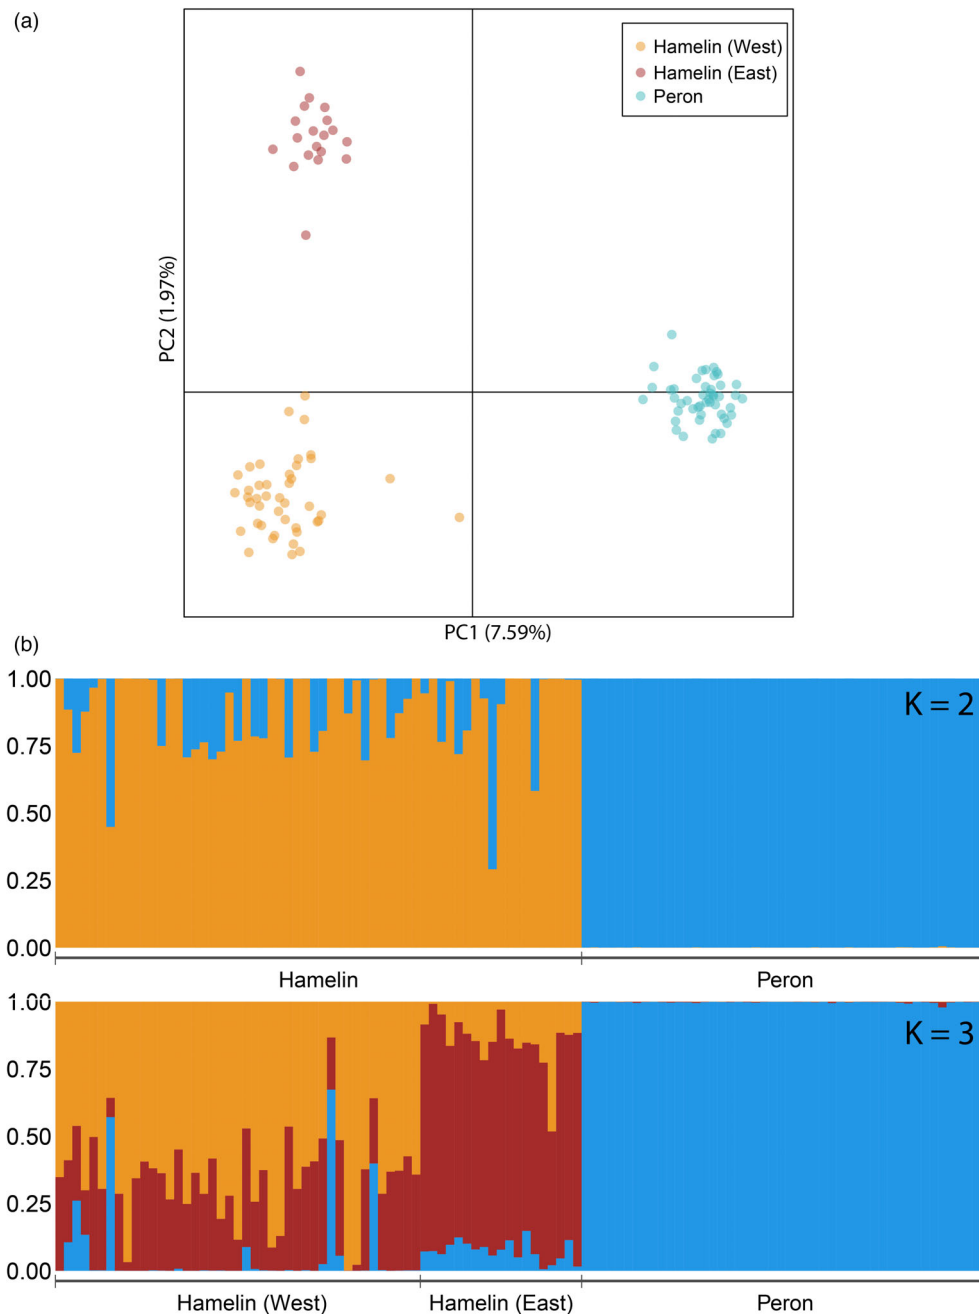 (a)
Hamelin (West)
Hamelin (East)
Peron
PC2 (1.97%)
PC1 (7.59%)
(b)
1.00
K = 2
0.75
0.50
0.25
0.00
Hamelin
Peron
1.00
K = 3
0.75
0.50
0.25
0.00
Hamelin (West)
Hamelin (East)
Peron